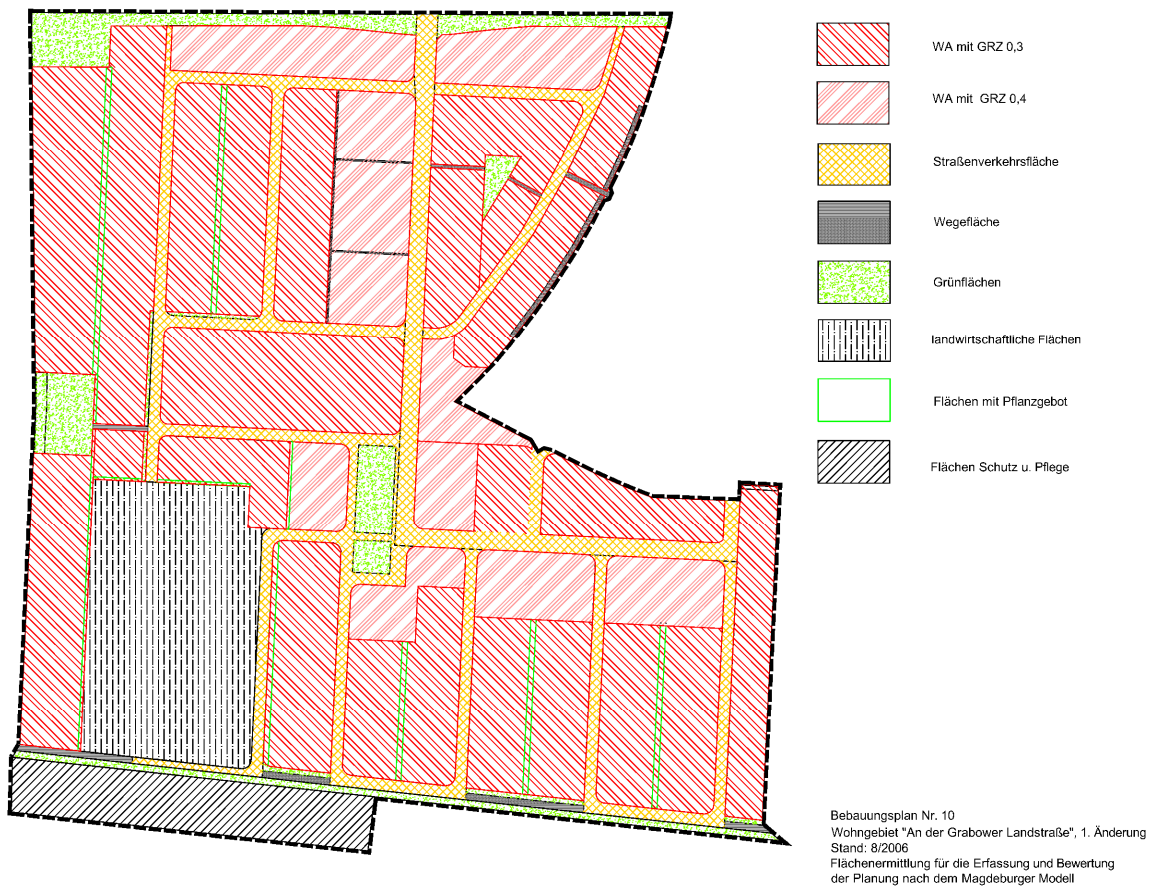 WA mit GRZ 0,3
WA mit GRZ 0,4
Straßenverkehrsfläche
Wegefläche
Grünflächen
landwirtschaftliche Flächen
Flächen mit Pflanzgebot
Flächen Schutz u. Pflege
Bebauungsplan Nr. 10
Wohngebiet "An der Grabower Landstraße", 1. Änderung
Stand: 8/2006
Flächenermittlung für die Erfassung und Bewertung
der Planung nach dem Magdeburger Modell